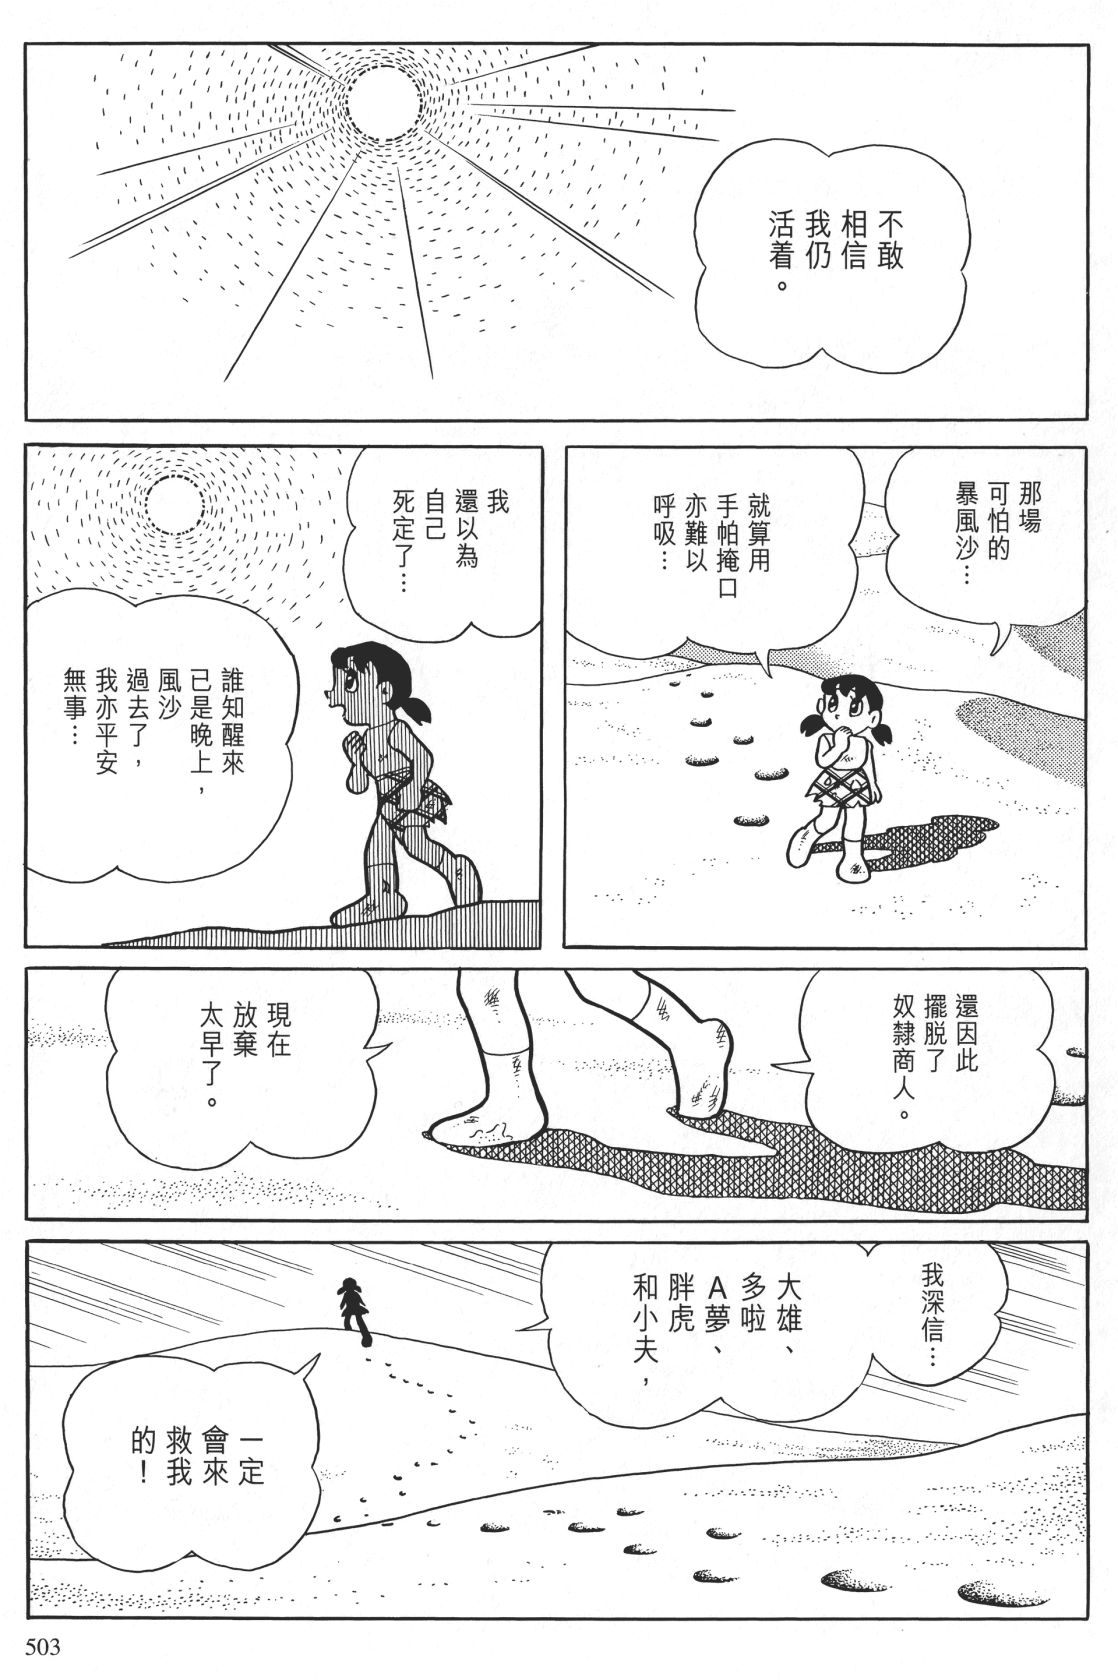 不敢
相信
我仍
活着。
那場
可怕的
暴風沙…
就算用
手帕掩口
亦難以
呼吸…
我
還以為
自己
死定了…
誰知醒來
已是晚上，
風沙
過去了，
我亦平安
無事…
還因此
擺脫了
奴隸商人。
現在
放棄
太早了。
我深信…
大雄、
多啦
A夢、
胖虎
和小夫，
一定
會來
救我
的！
503